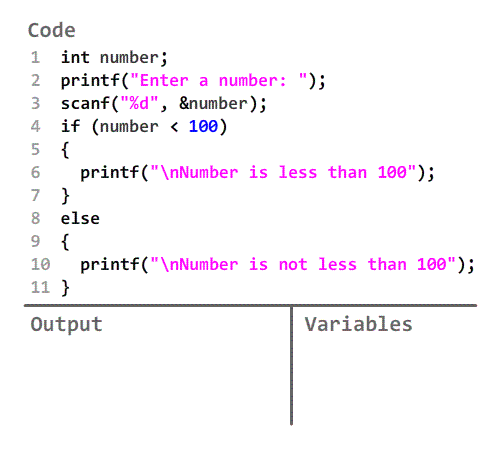 Code
1 int number;
2 printf("Enter a number: ");
3 scanf("%d", &number);
4 if (number < 100)
5 {
6 printf("\nNumber is less than 100");
7 }
8 else
9 {
10 printf("\nNumber is not less than 100");
11 }
Output
Variables